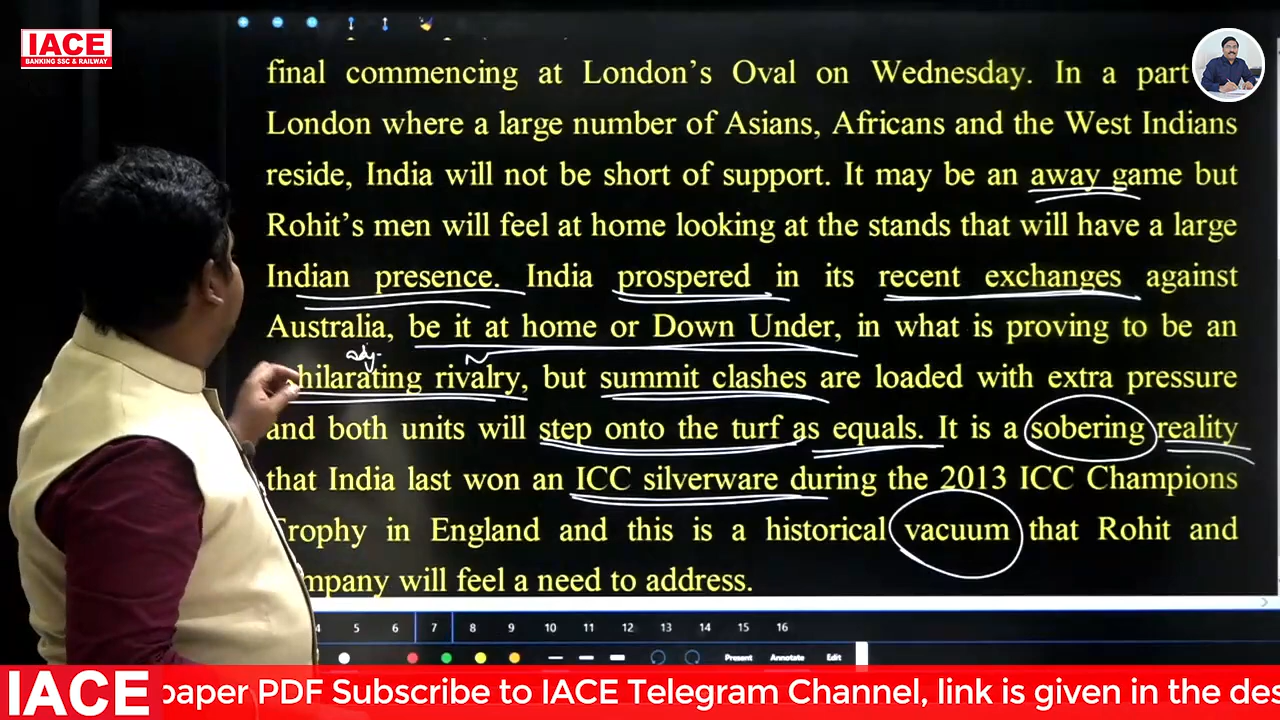 IACE
BANKING SSC & RAILWAY
final commencing at London's Oval on Wednesday. In a part
London where a large number of Asians, Africans and the West Indians
reside, India will not be short of support. It may be an away game but
Rohit's men will feel at home looking at the stands that will have a large
Indian presence. India prospered in its recent exchanges against
Australia, be it at home or Down Under, in what is proving to be an
adj.
hilarating rivalry, but summit clashes are loaded with extra pressure
and both units will step onto the turf as equals. It is a sobering reality
that India last won an ICC silverware during the 2013 ICC Champions
Trophy in England and this is a historical vacuum that Rohit and
mpany will feel a need to address.
4 5 6 7 8 9 10 11 12 13 14 15 16
Present Annotate Edit
IACE paper PDF Subscribe to IACE Telegram Channel, link is given in the des